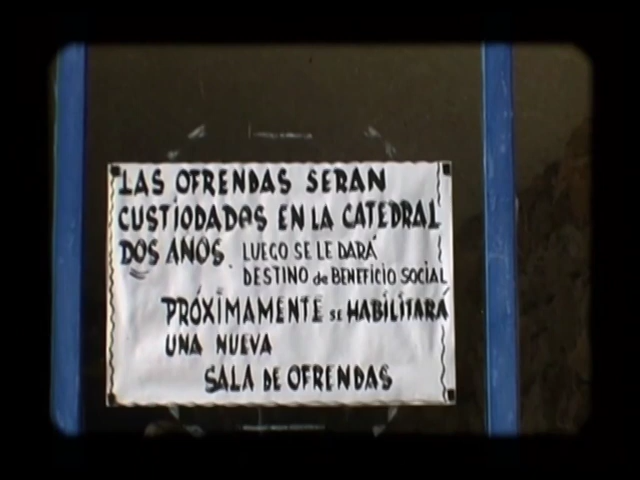 LAS OFRENDAS SERAN
CUSTIODADAS EN LA CATEDRAL
DOS AÑOS. LUEGO SE LE DARÁ
DESTINO de BENEFICIO SOCIAL
PRÓXIMAMENTE SE HABILITARÁ
UNA NUEVA
SALA DE OFRENDAS